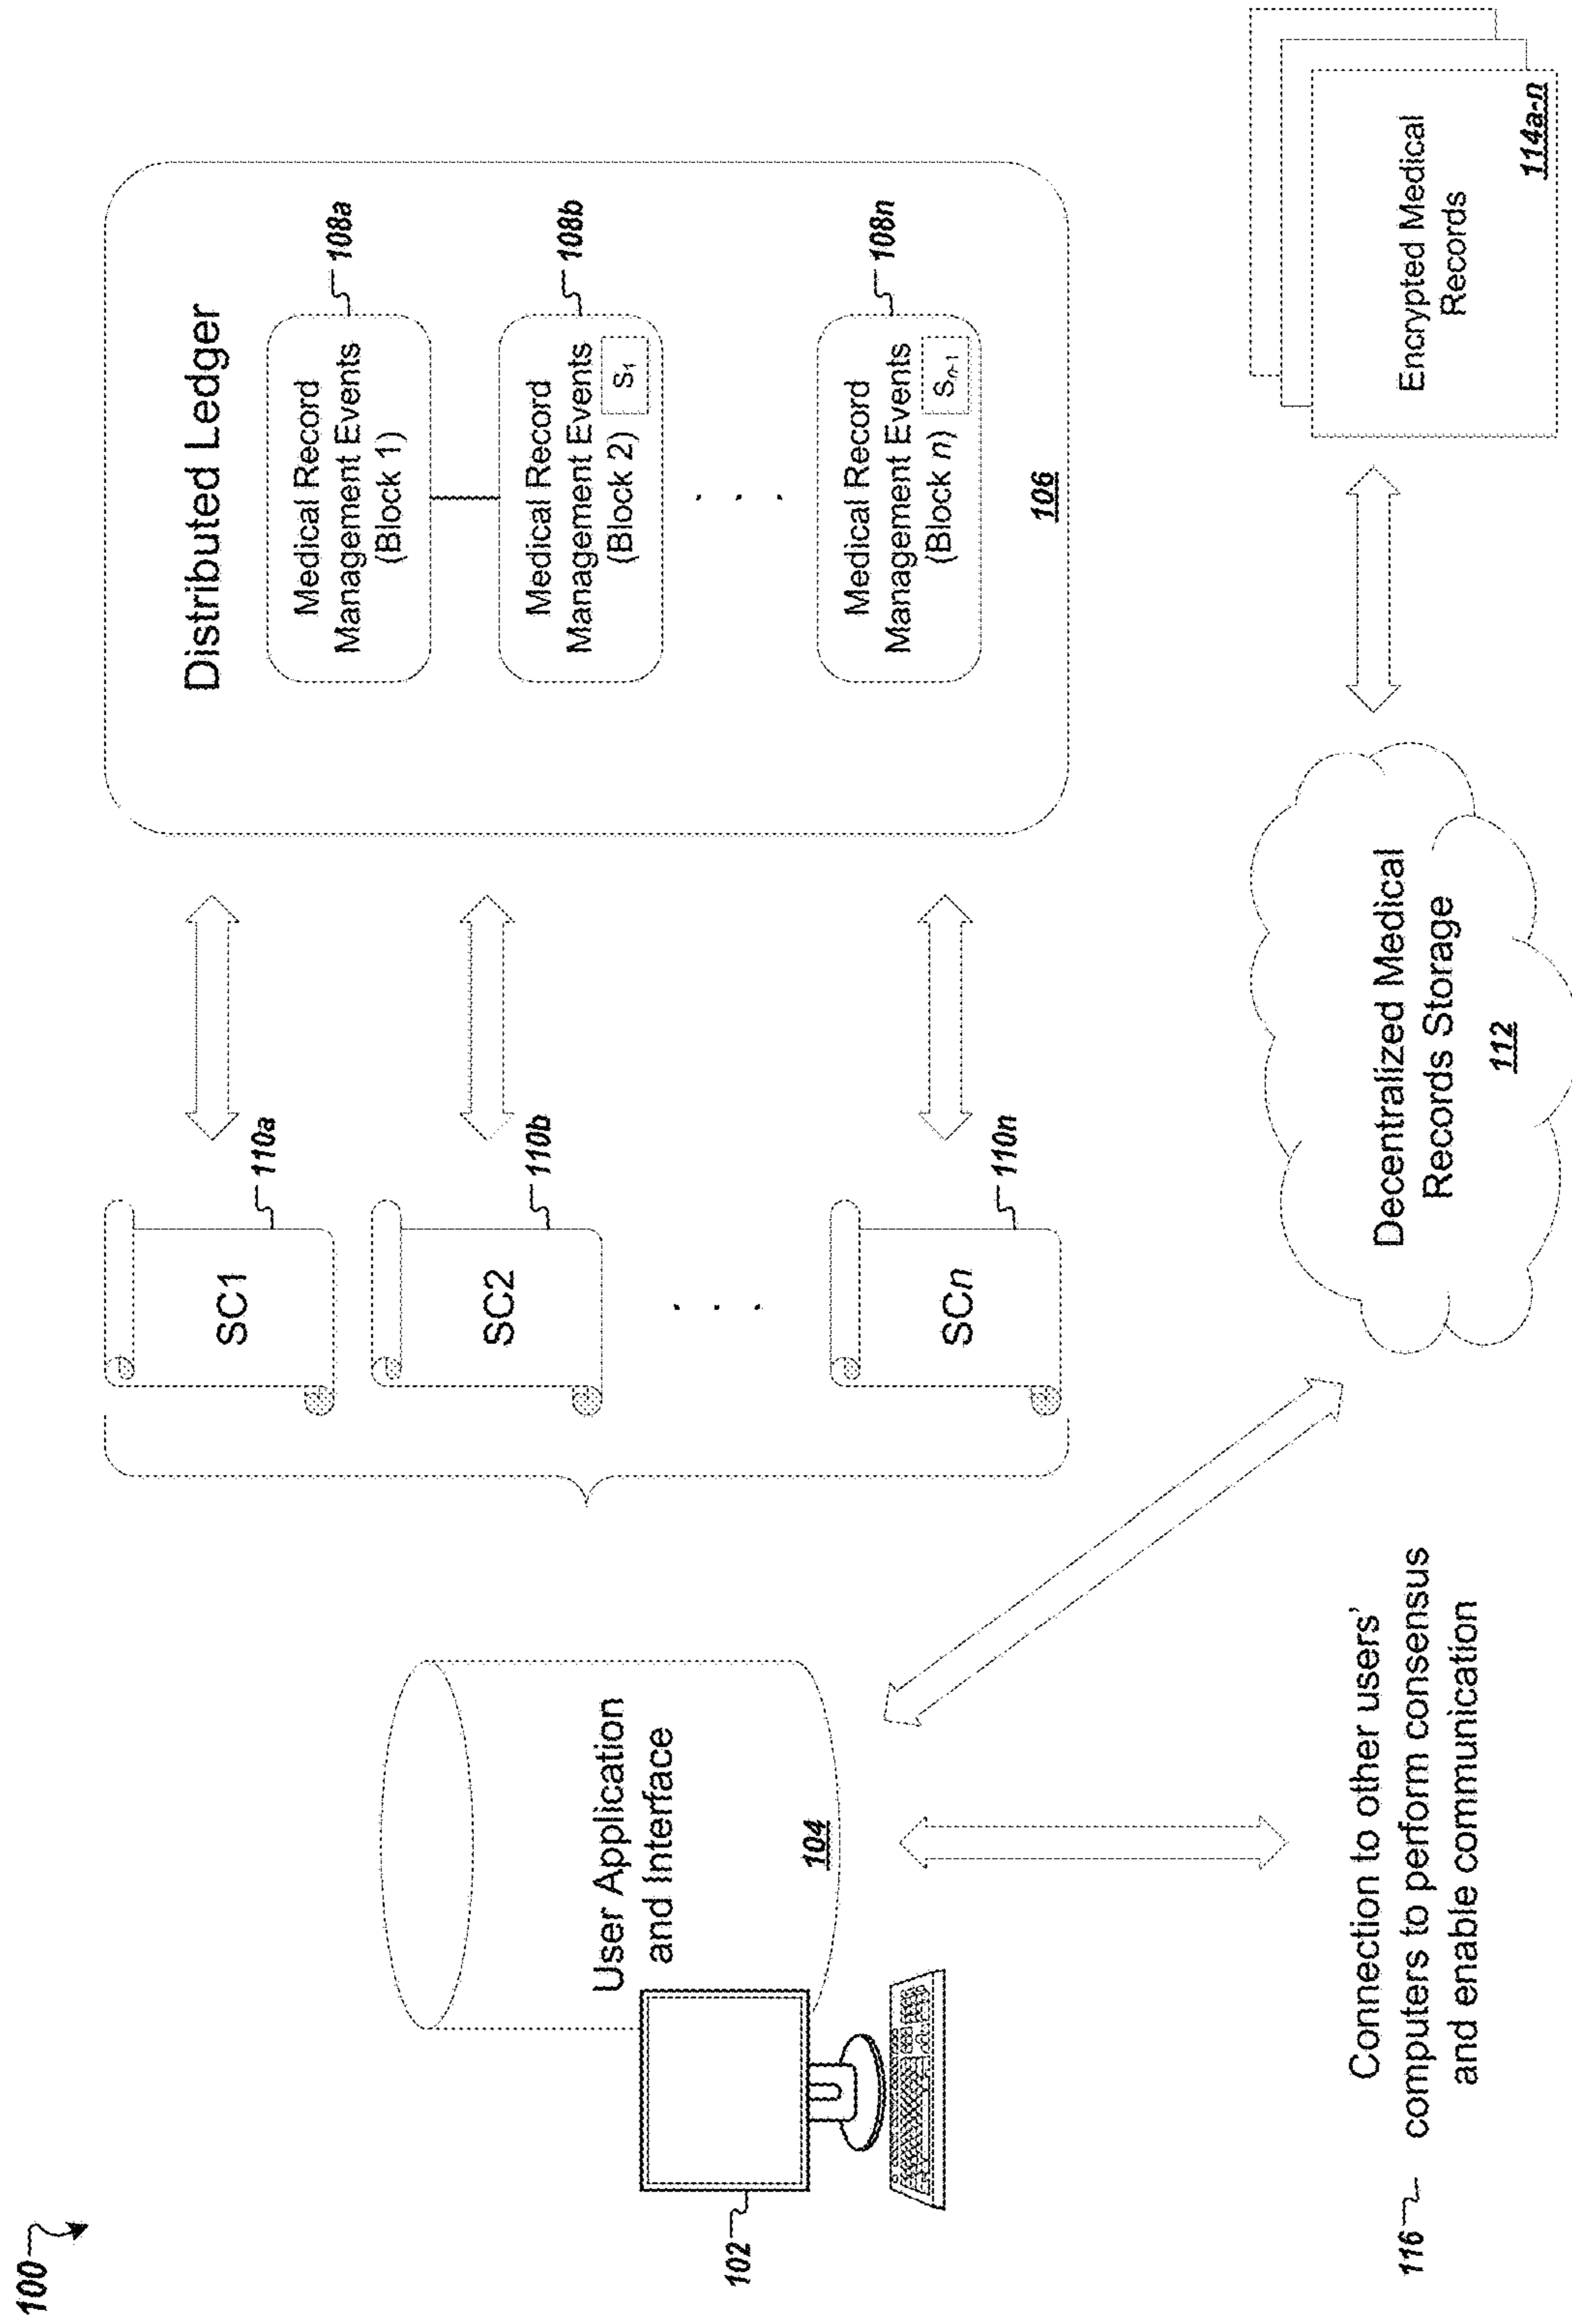 100
102
User Application
and Interface
104
SC1
110a
SC2
110b
. . .
SCn
110n
Distributed Ledger
Medical Record
Management Events
(Block 1)
108a
Medical Record
Management Events
(Block 2)
S1
108b
. . .
Medical Record
Management Events
(Block n)
Sn-1
108n
106
116
Connection to other users'
computers to perform consensus
and enable communication
Decentralized Medical
Records Storage
112
Encrypted Medical
Records
114a-n